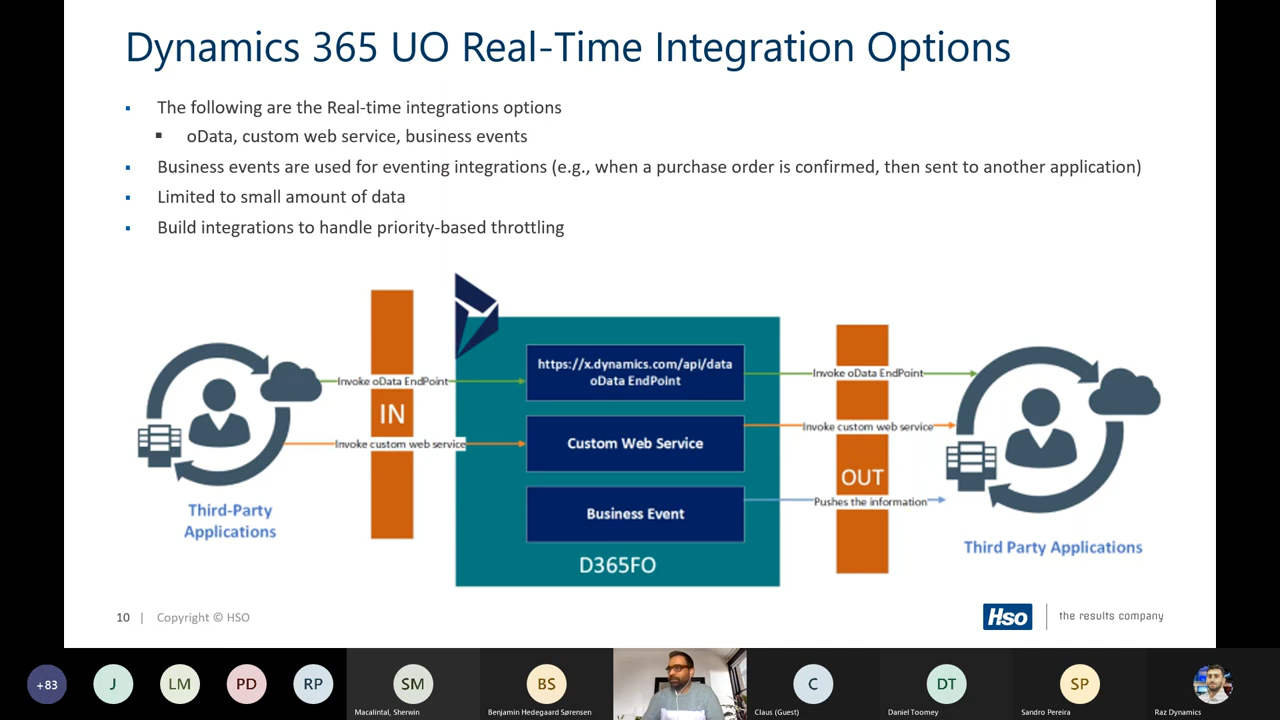 Dynamics 365 UO Real-Time Integration Options
The following are the Real-time integrations options
oData, custom web service, business events
Business events are used for eventing integrations (e.g., when a purchase order is confirmed, then sent to another application)
Limited to small amount of data
Build integrations to handle priority-based throttling
https://x.dynamics.com/api/data
oData EndPoint
Invoke oData EndPoint
Invoke oData EndPoint
IN
Invoke custom web service
Custom Web Service
Invoke custom web service
OUT
Business Event
Pushes the information
Third-Party
Applications
D365FO
Third Party Applications
10 | Copyright © HSO
Hso
the results company
+83
J
LM
PD
RP
SM
BS
C
DT
SP
Macalintal, Sherwin
Benjamin Hedegaard Sørensen
Claus (Guest)
Daniel Toomey
Sandro Pereira
Raz Dynamics